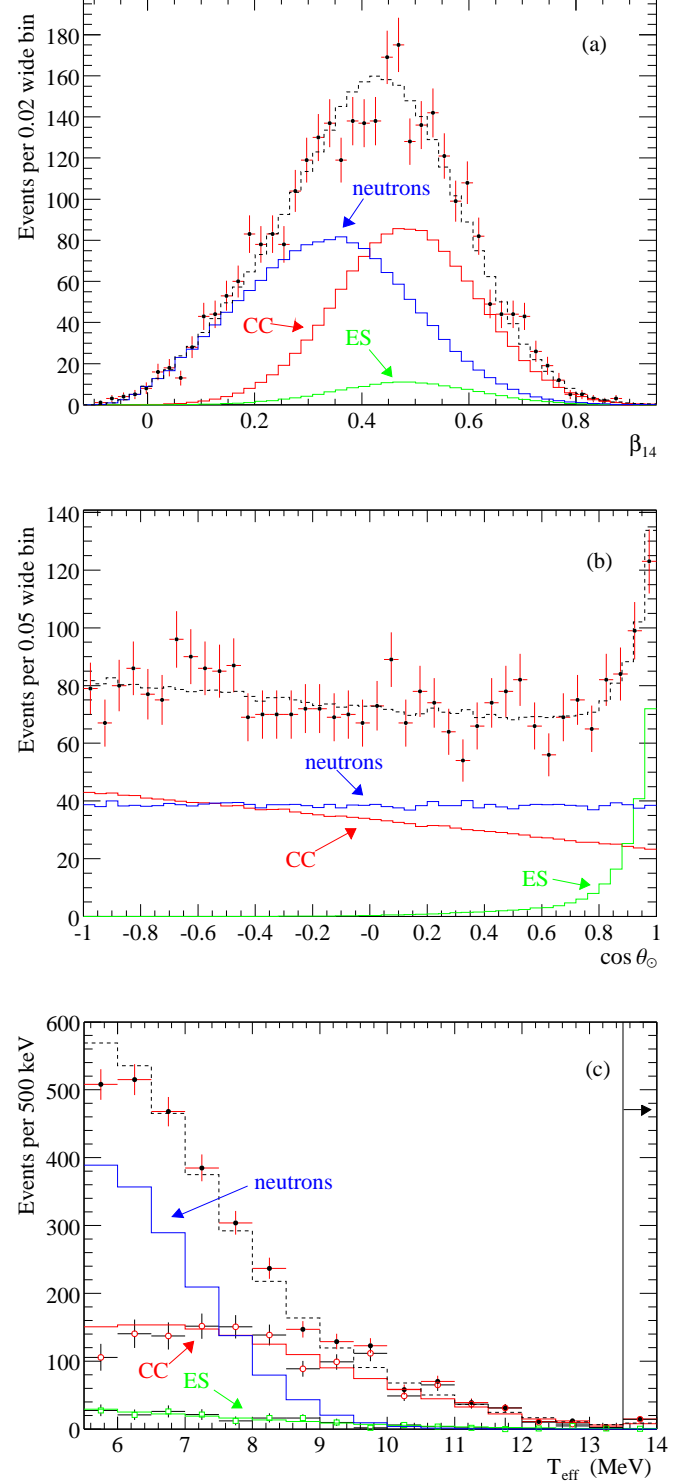 Events per 0.02 wide bin
180
160
140
120
100
80
60
40
20
0
(a)
neutrons
CC
ES
0
0.2
0.4
0.6
0.8
β14
Events per 0.05 wide bin
140
120
100
80
60
40
20
0
(b)
neutrons
CC
ES
-1
-0.8
-0.6
-0.4
-0.2
-0
0.2
0.4
0.6
0.8
1
cos θ⊙
Events per 500 keV
600
500
400
300
200
100
0
(c)
neutrons
CC
ES
6
7
8
9
10
11
12
13
14
Teff (MeV)